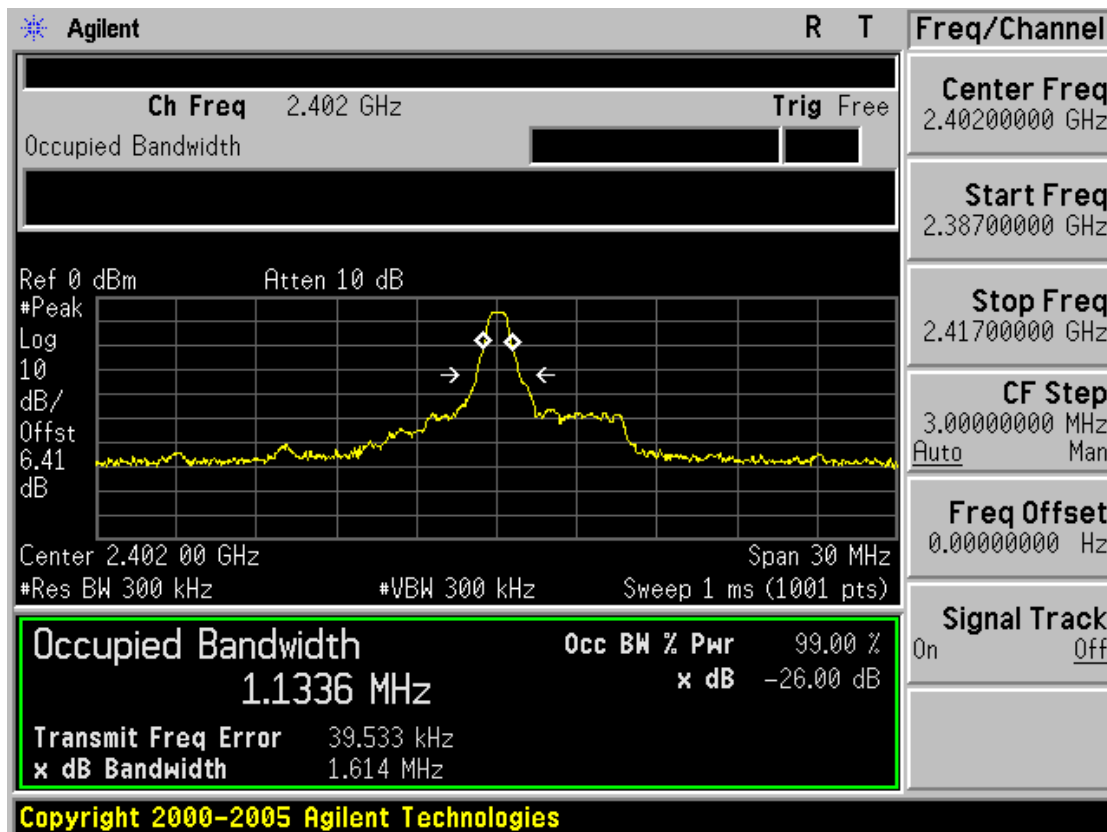 Agilent R T
Ch Freq 2.402 GHz Trig Free
Occupied Bandwidth
Ref 0 dBm Atten 10 dB
#Peak
Log
10
dB/
Offst
6.41
dB
Center 2.402 00 GHz Span 30 MHz
#Res BW 300 kHz #VBW 300 kHz Sweep 1 ms (1001 pts)
Occupied Bandwidth Occ BW % Pwr 99.00 %
1.1336 MHz x dB -26.00 dB
Transmit Freq Error 39.533 kHz
x dB Bandwidth 1.614 MHz
Copyright 2000-2005 Agilent Technologies
Freq/Channel
Center Freq
2.40200000 GHz
Start Freq
2.38700000 GHz
Stop Freq
2.41700000 GHz
CF Step
3.00000000 MHz
Auto Man
Freq Offset
0.00000000 Hz
Signal Track
On Off